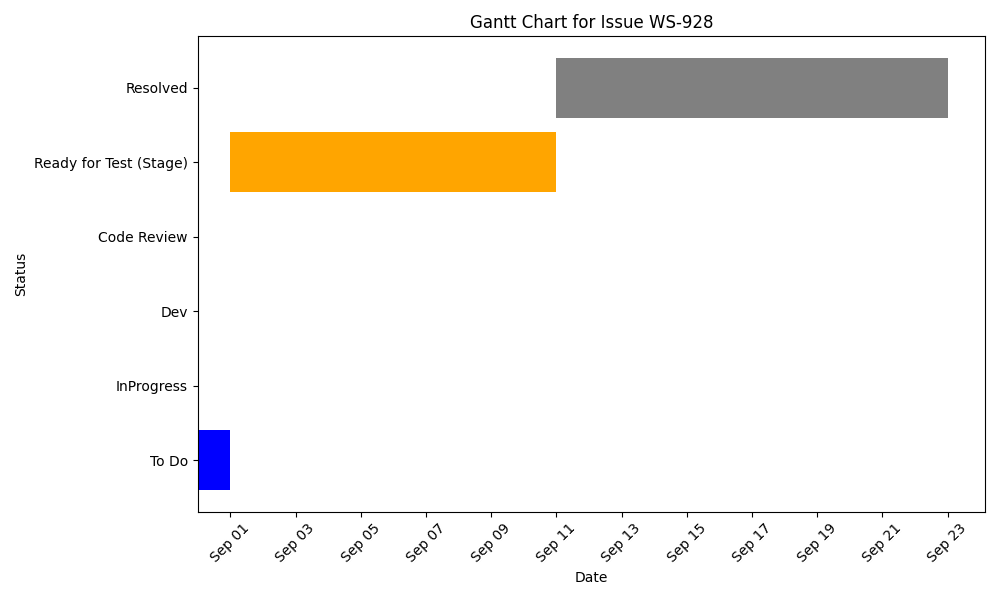 Gantt Chart for Issue WS-928
Resolved
Ready for Test (Stage)
Code Review
Dev
InProgress
To Do
Status
Sep 01
Sep 03
Sep 05
Sep 07
Sep 09
Sep 11
Sep 13
Sep 15
Sep 17
Sep 19
Sep 21
Sep 23
Date